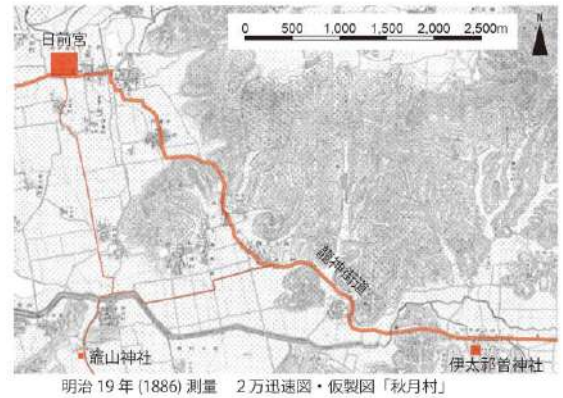 0 500 1,000 1,500 2,000 2,500m
N
日前宮
龍神街道
竈山神社
伊太祁曽神社
明治 19 年 (1886) 測量 2 万迅速図・仮製図「秋月村」